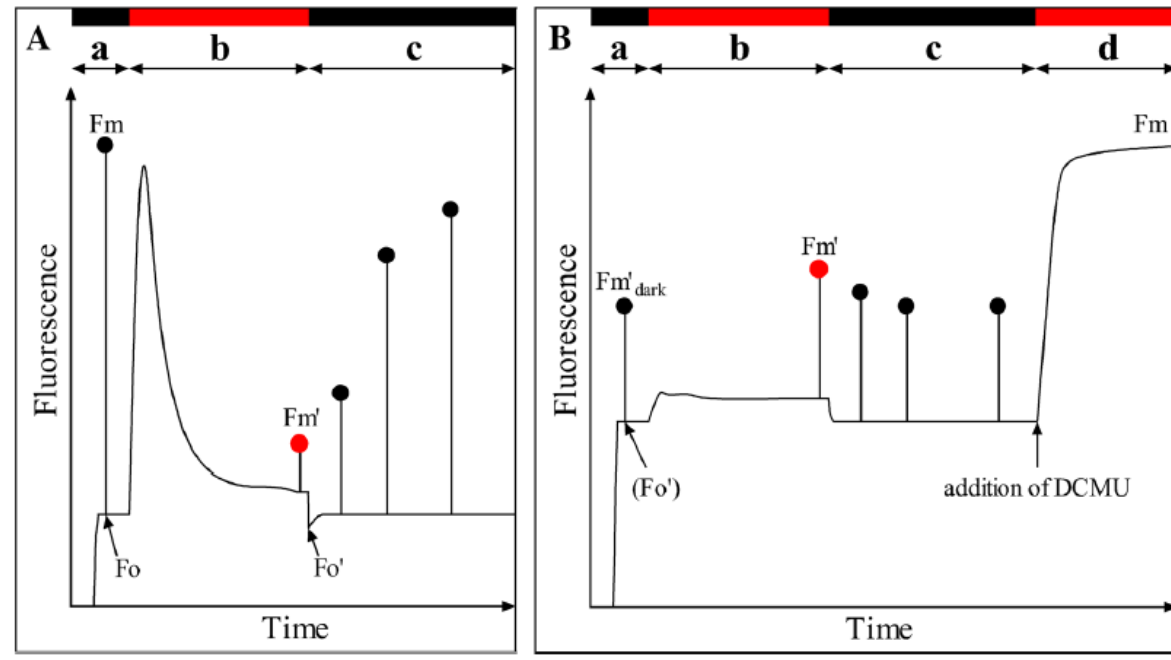 A
a
b
c
Fm
Fm'
Fo
Fo'
Fluorescence
Time
B
a
b
c
d
Fm
Fm'
Fm'dark
(Fo')
addition of DCMU
Fluorescence
Time